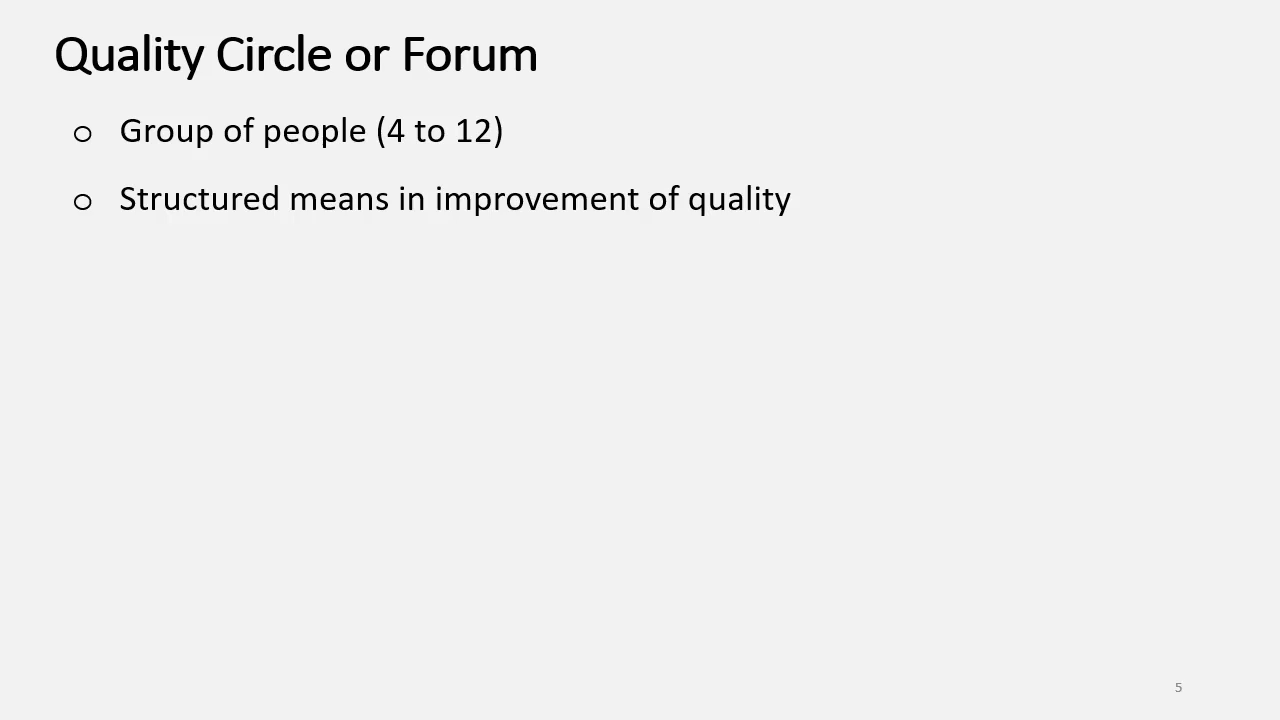 Quality Circle or Forum
o Group of people (4 to 12)
o Structured means in improvement of quality
5